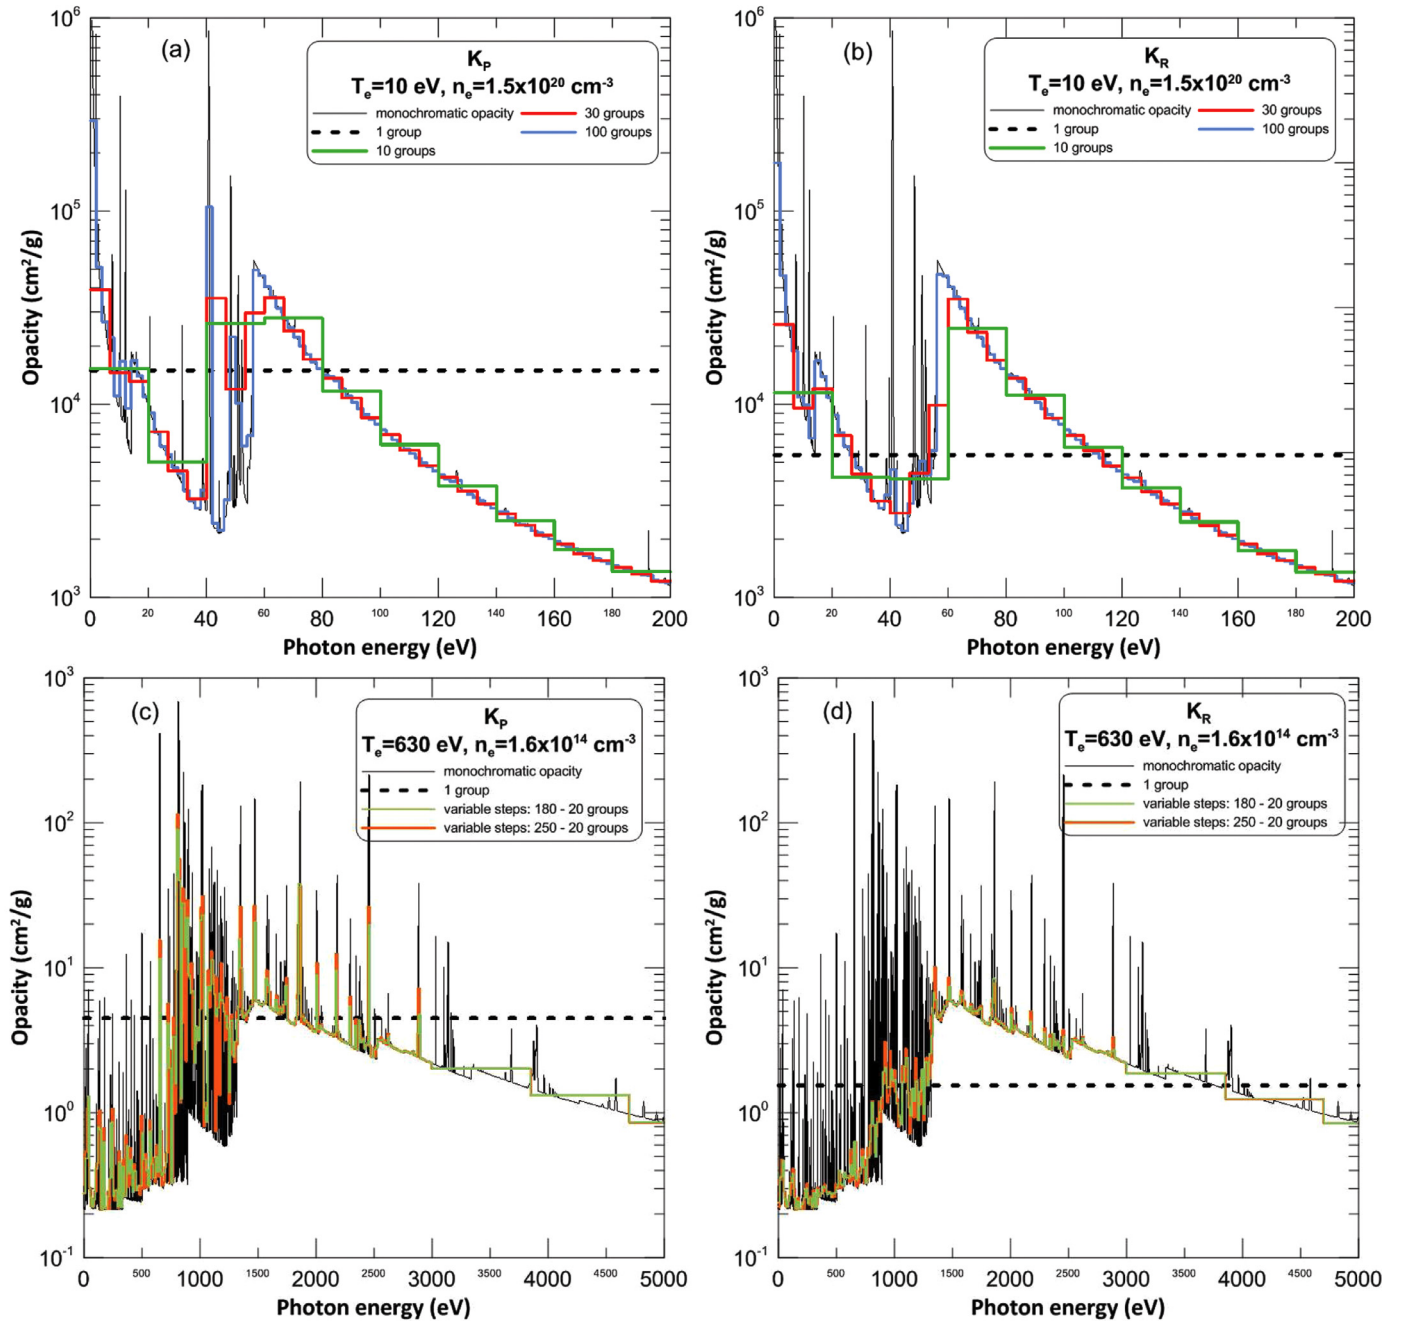 (a)
K_P
T_e=10 eV, n_e=1.5x10^20 cm^-3
monochromatic opacity
30 groups
1 group
100 groups
10 groups
10^6
10^5
10^4
10^3
Opacity (cm^2/g)
0 20 40 60 80 100 120 140 160 180 200
Photon energy (eV)
(b)
K_R
T_e=10 eV, n_e=1.5x10^20 cm^-3
monochromatic opacity
30 groups
1 group
100 groups
10 groups
10^6
10^5
10^4
10^3
Opacity (cm^2/g)
0 20 40 60 80 100 120 140 160 180 200
Photon energy (eV)
(c)
K_P
T_e=630 eV, n_e=1.6x10^14 cm^-3
monochromatic opacity
1 group
variable steps: 180 - 20 groups
variable steps: 250 - 20 groups
10^3
10^2
10^1
10^0
10^-1
Opacity (cm^2/g)
0 500 1000 1500 2000 2500 3000 3500 4000 4500 5000
Photon energy (eV)
(d)
K_R
T_e=630 eV, n_e=1.6x10^14 cm^-3
monochromatic opacity
1 group
variable steps: 180 - 20 groups
variable steps: 250 - 20 groups
10^3
10^2
10^1
10^0
10^-1
Opacity (cm^2/g)
0 500 1000 1500 2000 2500 3000 3500 4000 4500 5000
Photon energy (eV)